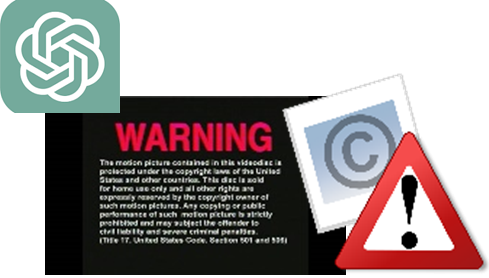 WARNING
The motion picture contained in this videodisc is
protected under the copyright laws of the United
States and other countries. This disc is sold
for home use only and all other rights are
expressly reserved by the copyright owner of
such motion pictures. Any copying or public
performance of such motion picture is strictly
prohibited and may subject the offender to
civil liability and severe criminal penalties.
(Title 17, United States Code, Section 501 and 506)
©
!